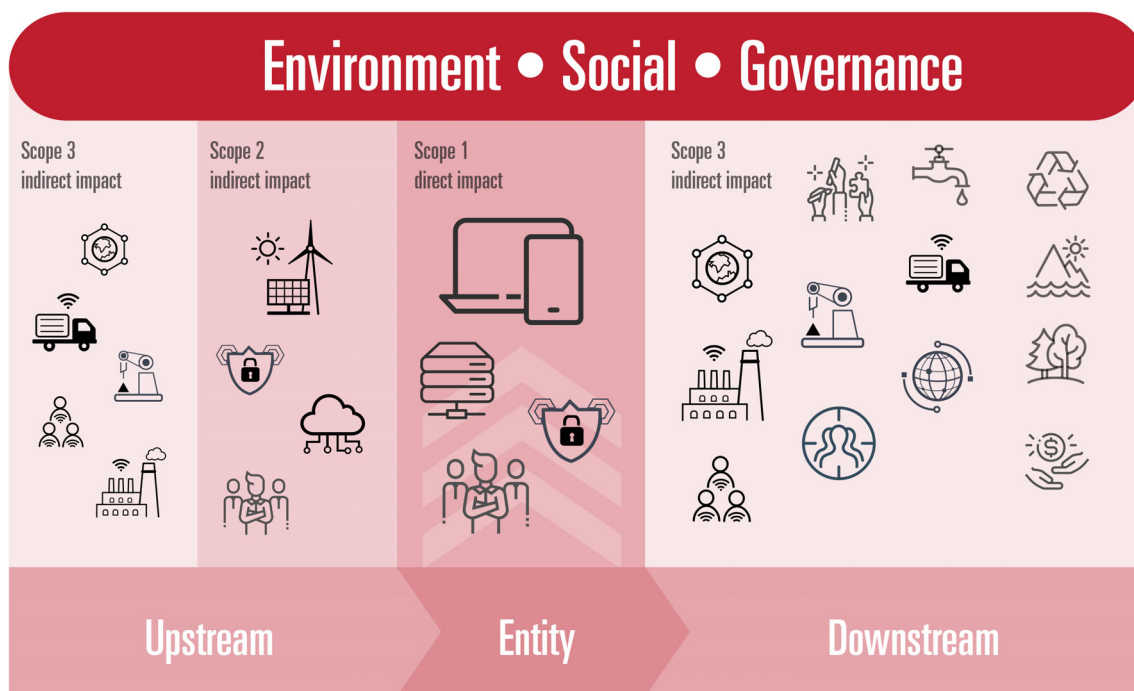 Environment • Social • Governance
Scope 3
indirect impact
Scope 2
indirect impact
Scope 1
direct impact
Scope 3
indirect impact
$
Upstream
Entity
Downstream